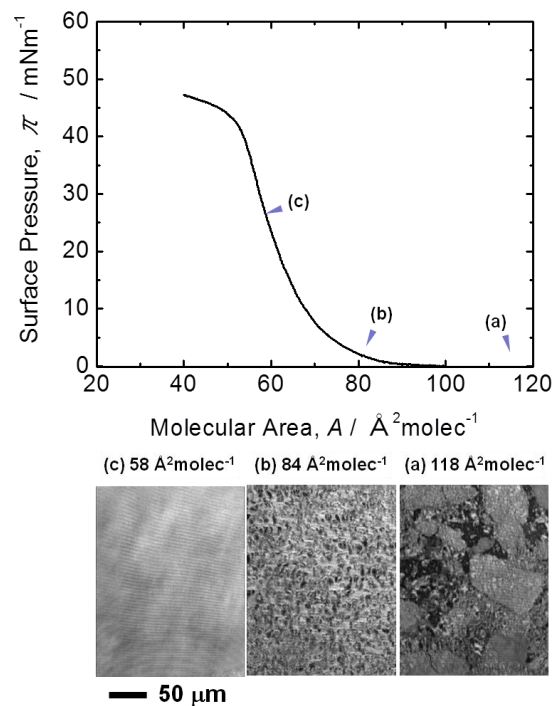 60
50
40
30
20
10
0
Surface Pressure, π / mNm⁻¹
(c)
(b)
(a)
20 40 60 80 100 120
Molecular Area, A / Å²molec⁻¹
(c) 58 Å²molec⁻¹ (b) 84 Å²molec⁻¹ (a) 118 Å²molec⁻¹
50 μm